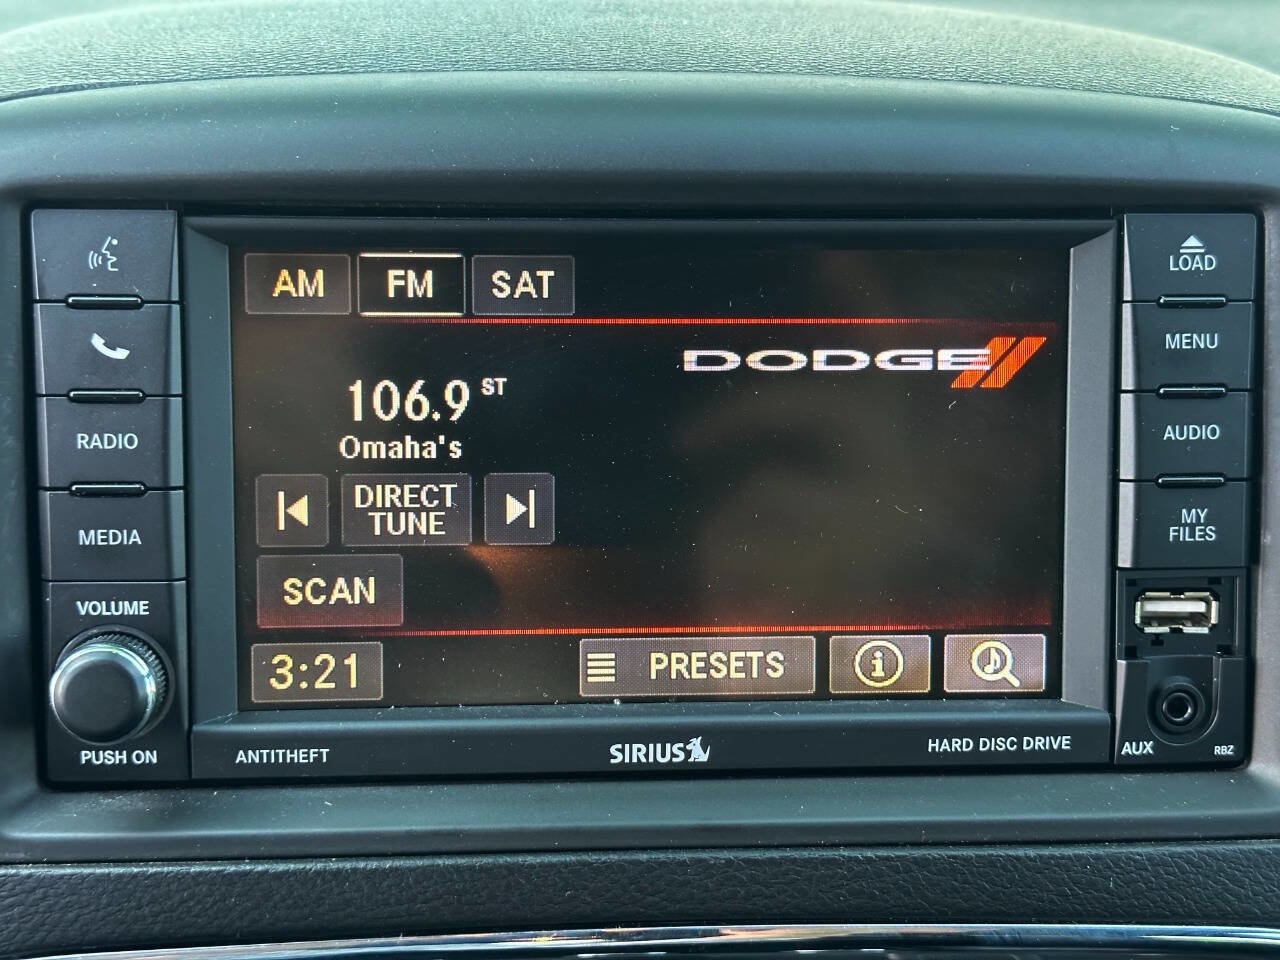 AM FM SAT
DODGE
106.9 ST
Omaha's
DIRECT
TUNE
SCAN
3:21 PRESETS i
RADIO
MEDIA
VOLUME
PUSH ON
LOAD
MENU
AUDIO
MY
FILES
AUX RBZ
ANTITHEFT SIRIUS HARD DISC DRIVE